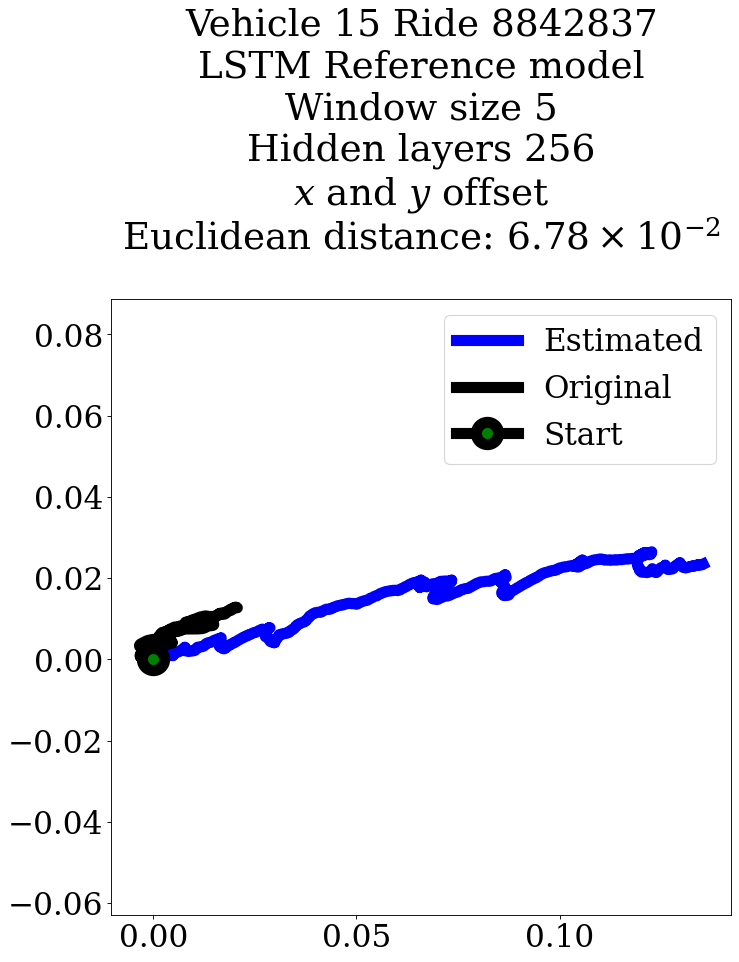 Vehicle 15 Ride 8842837
LSTM Reference model
Window size 5
Hidden layers 256
x and y offset
Euclidean distance: 6.78 × 10⁻²
Estimated
Original
Start
0.08
0.06
0.04
0.02
0.00
−0.02
−0.04
−0.06
0.00 0.05 0.10